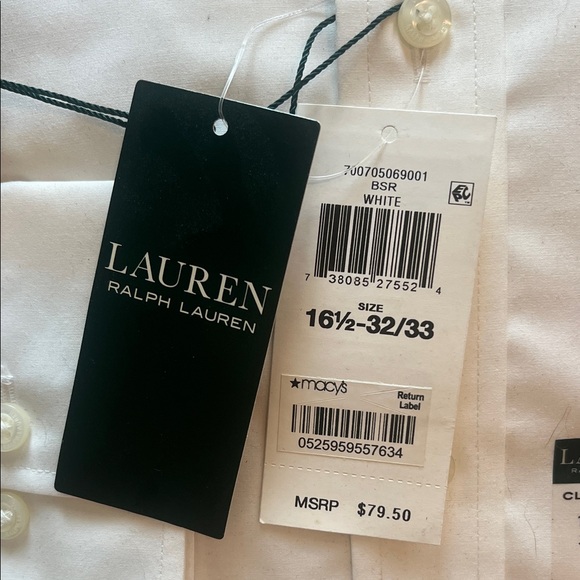 LAUREN
RALPH LAUREN
700705069001
BSR
WHITE
7 38085 27552 4
SIZE
16½-32/33
★macy's
Return
Label
0525959557634
MSRP $79.50